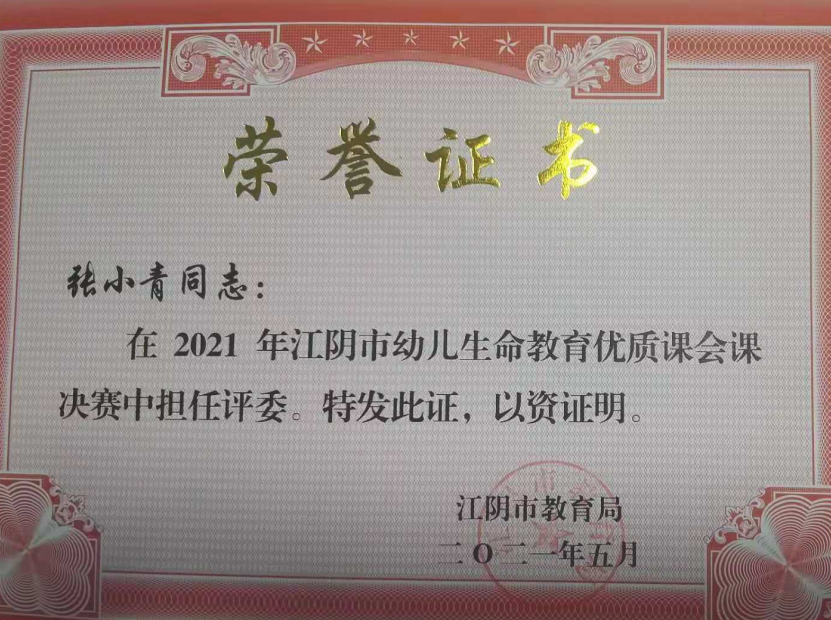 荣誉证书
张小青同志：
在 2021 年江阴市幼儿生命教育优质课会课
决赛中担任评委。特发此证，以资证明。
江阴市教育局
二〇二一年五月